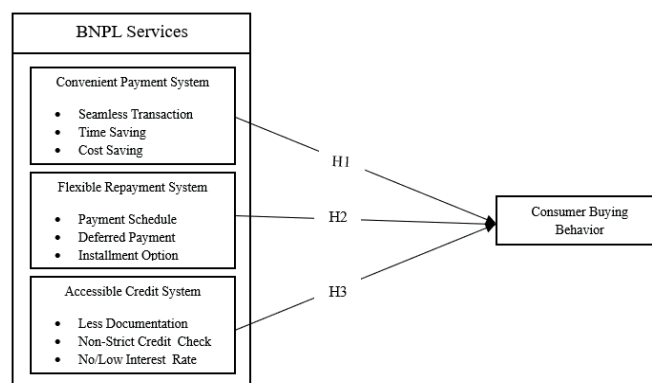 BNPL Services
Convenient Payment System
• Seamless Transaction
• Time Saving
• Cost Saving
Flexible Repayment System
• Payment Schedule
• Deferred Payment
• Installment Option
Accessible Credit System
• Less Documentation
• Non-Strict Credit Check
• No/Low Interest Rate
H1
H2
H3
Consumer Buying
Behavior